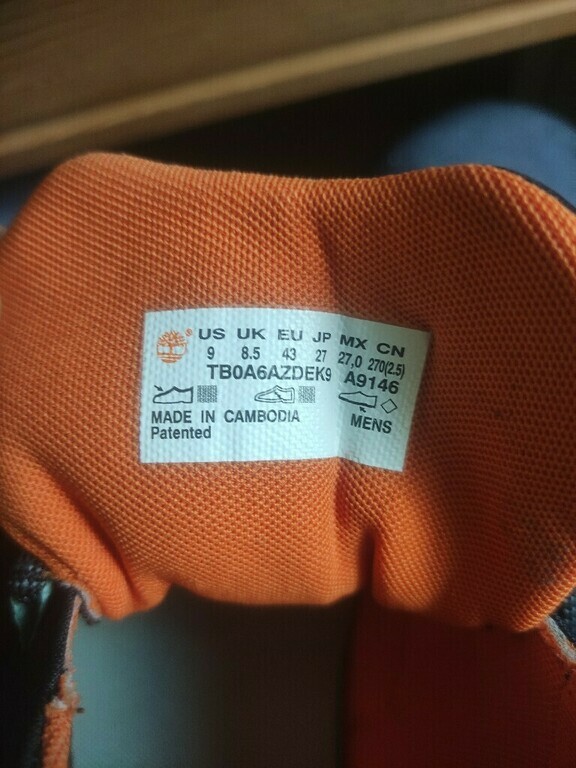 ®
US UK EU JP MX CN
9 8.5 43 27 27,0 270(2.5)
TB0A6AZDEK9 A9146
MADE IN CAMBODIA
Patented
MENS